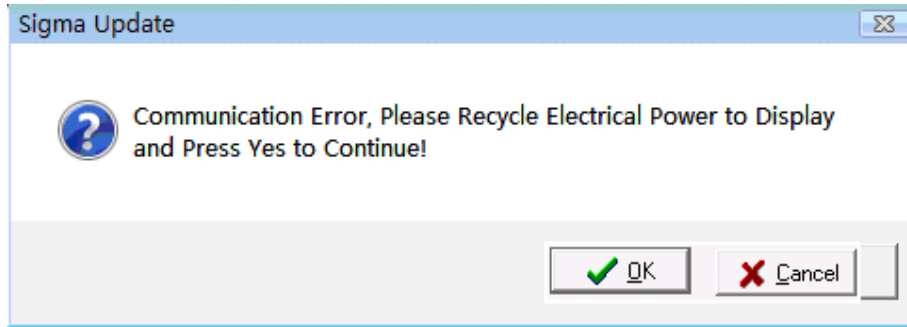 Sigma Update
Communication Error, Please Recycle Electrical Power to Display
and Press Yes to Continue!
OK
Cancel